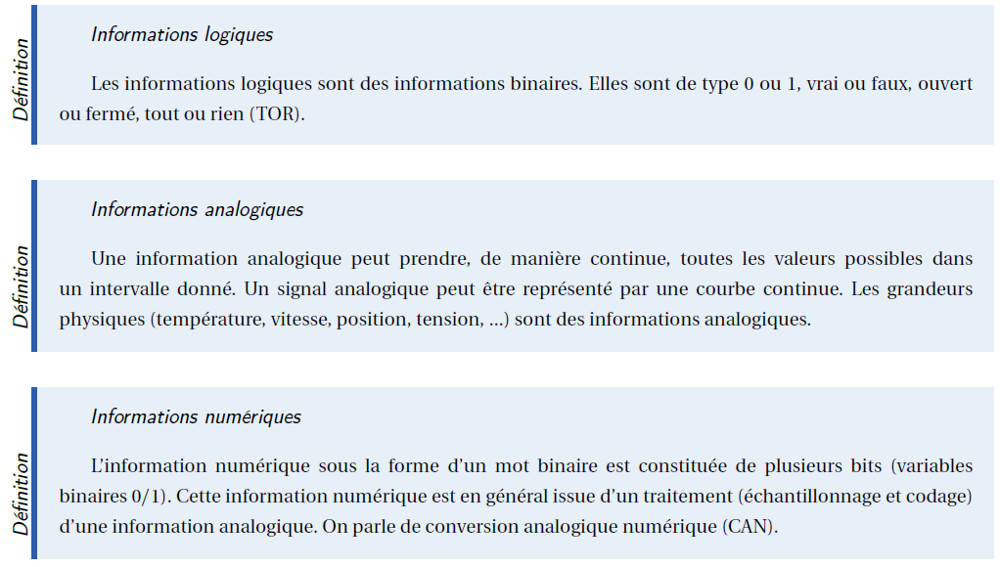 Définition
Informations logiques
Les informations logiques sont des informations binaires. Elles sont de type 0 ou 1, vrai ou faux, ouvert
ou fermé, tout ou rien (TOR).
Définition
Informations analogiques
Une information analogique peut prendre, de manière continue, toutes les valeurs possibles dans
un intervalle donné. Un signal analogique peut être représenté par une courbe continue. Les grandeurs
physiques (température, vitesse, position, tension, ...) sont des informations analogiques.
Définition
Informations numériques
L'information numérique sous la forme d'un mot binaire est constituée de plusieurs bits (variables
binaires 0/1). Cette information numérique est en général issue d'un traitement (échantillonnage et codage)
d'une information analogique. On parle de conversion analogique numérique (CAN).